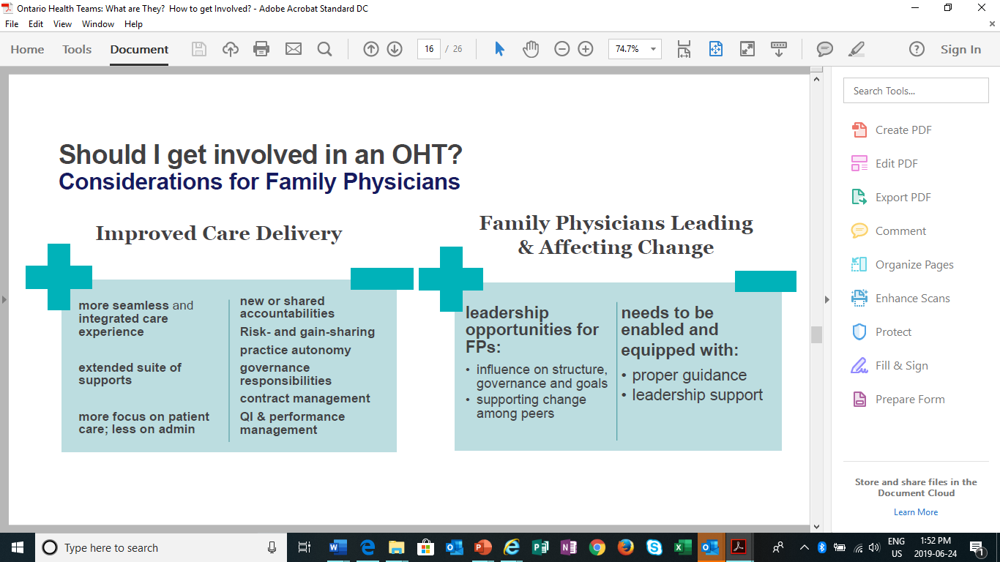 Ontario Health Teams: What are They?  How to get Involved? - Adobe Acrobat Standard DC
File Edit View Window Help
Home Tools Document 16 / 26 74.7% Sign In
Should I get involved in an OHT?
Considerations for Family Physicians
Improved Care Delivery
more seamless and
integrated care
experience
extended suite of
supports
more focus on patient
care; less on admin
new or shared
accountabilities
Risk- and gain-sharing
practice autonomy
governance
responsibilities
contract management
QI & performance
management
Family Physicians Leading
& Affecting Change
leadership
opportunities for
FPs:
• influence on structure,
governance and goals
• supporting change
among peers
needs to be
enabled and
equipped with:
• proper guidance
• leadership support
Search Tools...
Create PDF
Edit PDF
Export PDF
Comment
Organize Pages
Enhance Scans
Protect
Fill & Sign
Prepare Form
Store and share files in the
Document Cloud
Learn More
Type here to search
ENG
US
1:52 PM
2019-06-24
1